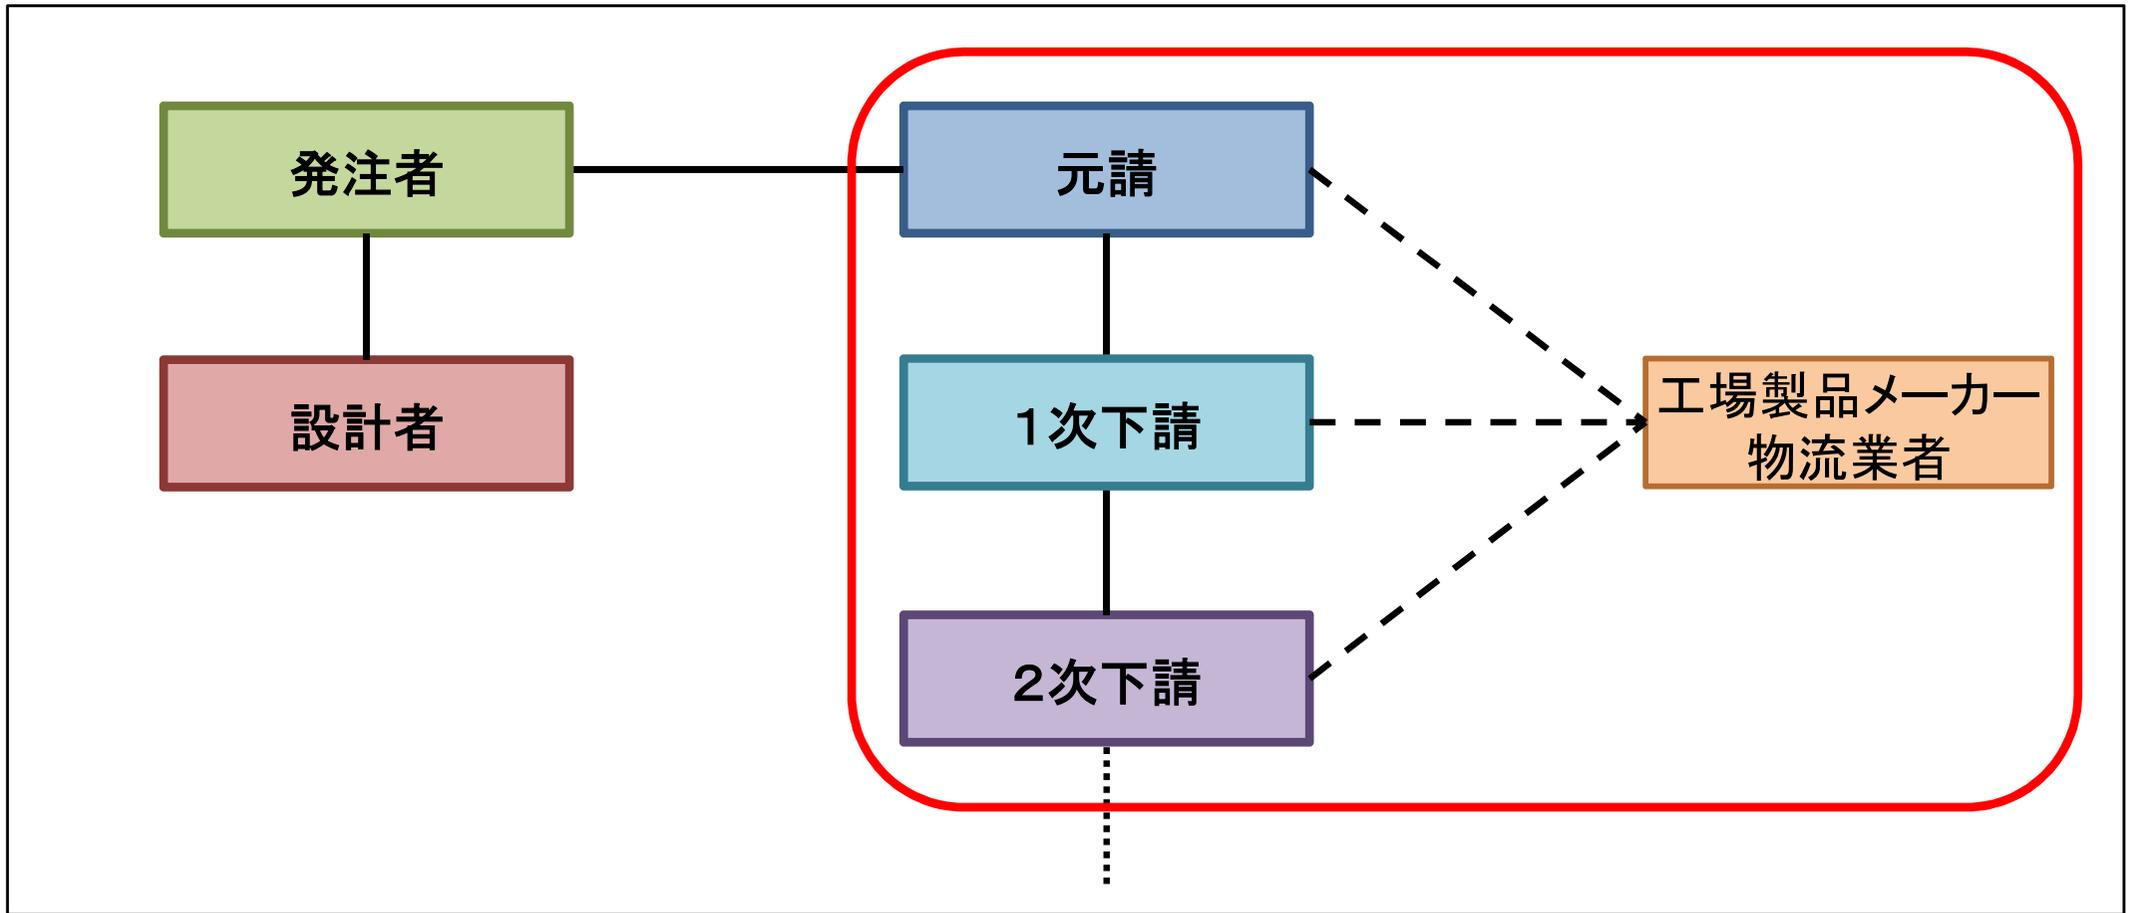 発注者
元請
設計者
1次下請
工場製品メーカー
物流業者
2次下請